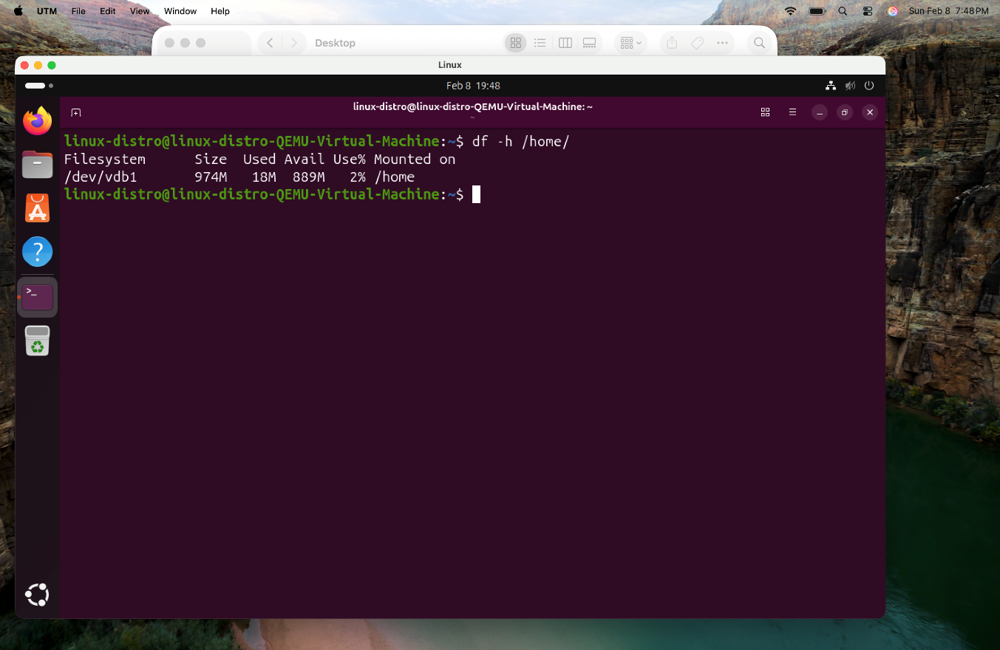 UTM File Edit View Window Help Sun Feb 8 7:48PM
Desktop
Linux
Feb 8 19:48
linux-distro@linux-distro-QEMU-Virtual-Machine: ~
~
linux-distro@linux-distro-QEMU-Virtual-Machine:~$ df -h /home/
Filesystem      Size  Used Avail Use% Mounted on
/dev/vdb1       974M   18M  889M   2% /home
linux-distro@linux-distro-QEMU-Virtual-Machine:~$